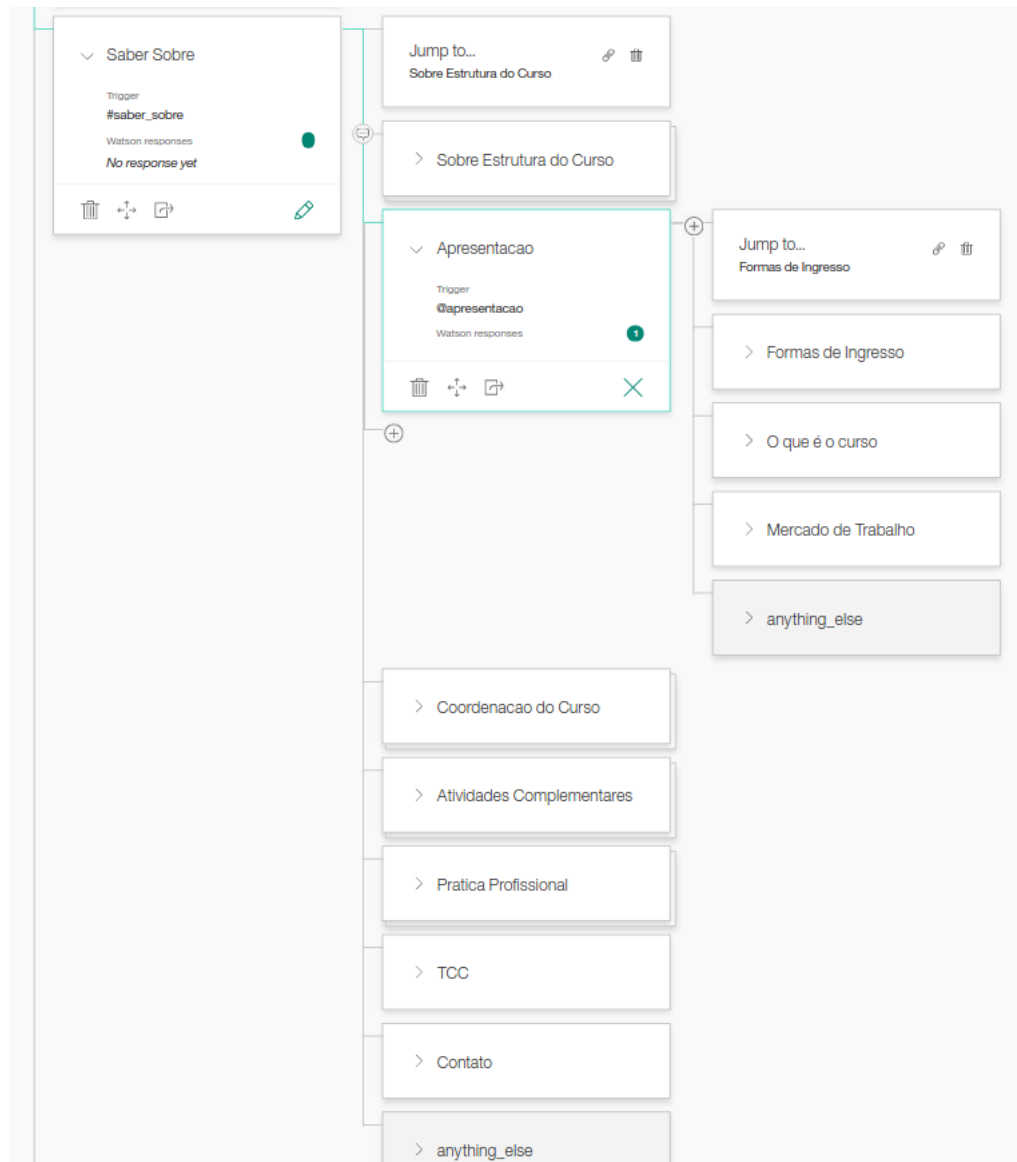 Saber Sobre
Trigger
#saber_sobre
Watson responses
No response yet
Jump to...
Sobre Estrutura do Curso
Sobre Estrutura do Curso
Apresentacao
Trigger
@apresentacao
Watson responses
1
Jump to...
Formas de Ingresso
Formas de Ingresso
O que é o curso
Mercado de Trabalho
anything_else
Coordenacao do Curso
Atividades Complementares
Pratica Profissional
TCC
Contato
anything_else